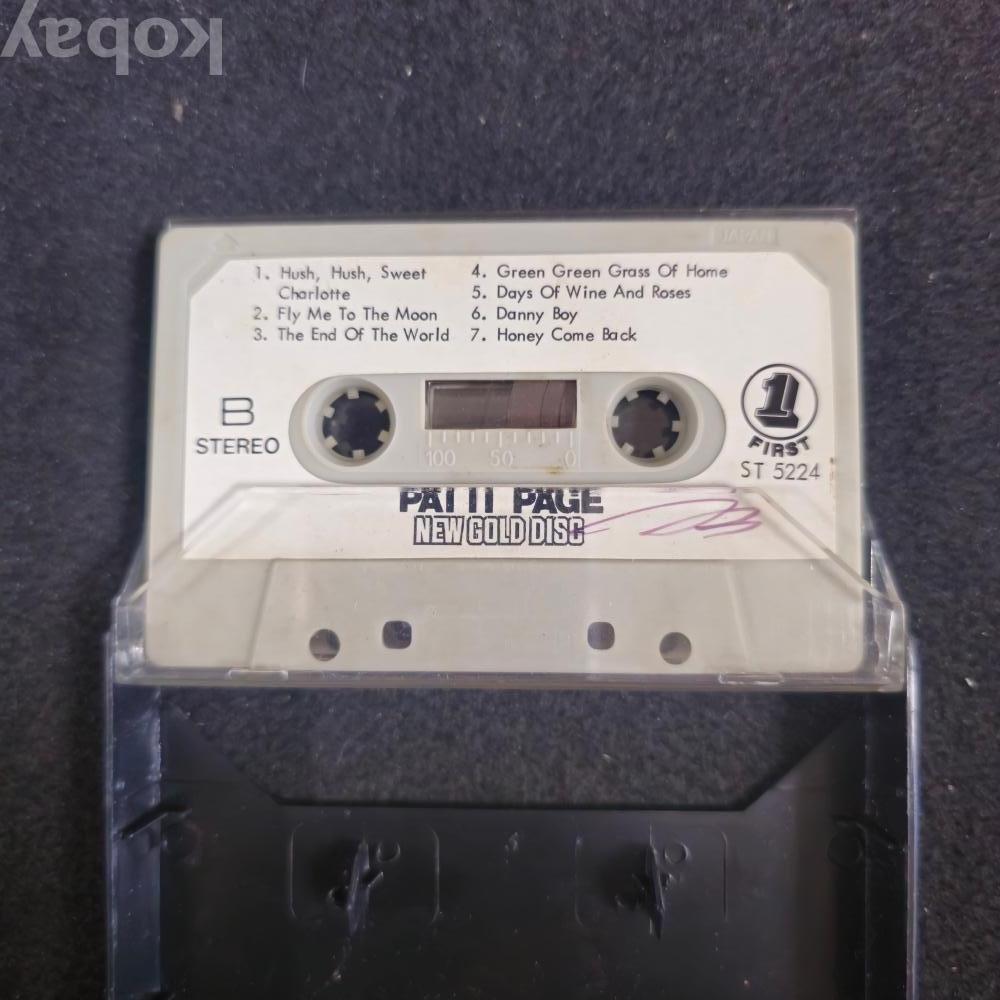 kobay
JAPAN
1. Hush, Hush, Sweet
Charlotte
2. Fly Me To The Moon
3. The End Of The World
4. Green Green Grass Of Home
5. Days Of Wine And Roses
6. Danny Boy
7. Honey Come Back
B
STEREO
100 50 0
1
FIRST
ST 5224
PATTI PAGE
NEW GOLD DISC